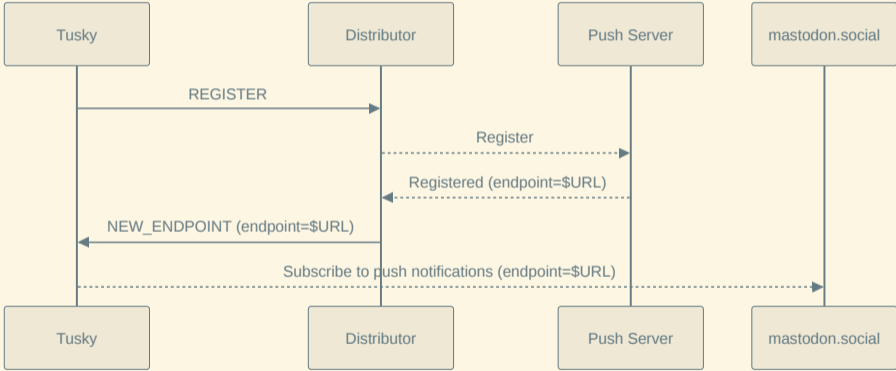 Tusky
Distributor
Push Server
mastodon.social
REGISTER
Register
Registered (endpoint=$URL)
NEW_ENDPOINT (endpoint=$URL)
Subscribe to push notifications (endpoint=$URL)
Tusky
Distributor
Push Server
mastodon.social